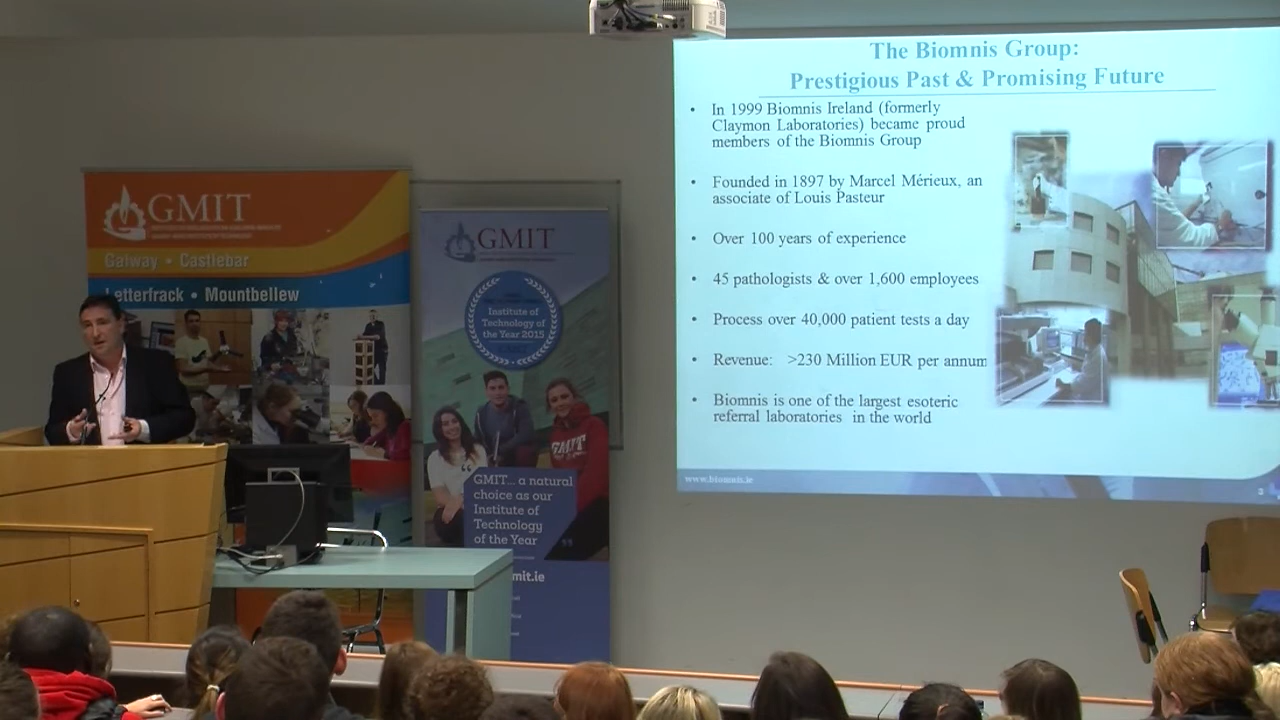 The Biomnis Group:
Prestigious Past & Promising Future
• In 1999 Biomnis Ireland (formerly
Claymon Laboratories) became proud
members of the Biomnis Group
• Founded in 1897 by Marcel Mérieux, an
associate of Louis Pasteur
• Over 100 years of experience
• 45 pathologists & over 1,600 employees
• Process over 40,000 patient tests a day
• Revenue: >230 Million EUR per annum
• Biomnis is one of the largest esoteric
referral laboratories in the world
www.biomnis.ie
3
GMIT
Galway • Castlebar
Letterfrack • Mountbellew
GMIT
Institute of
Technology of
the Year 2015
GMIT
GMIT... a natural
choice as our
Institute of
Technology
of the Year
mit.ie